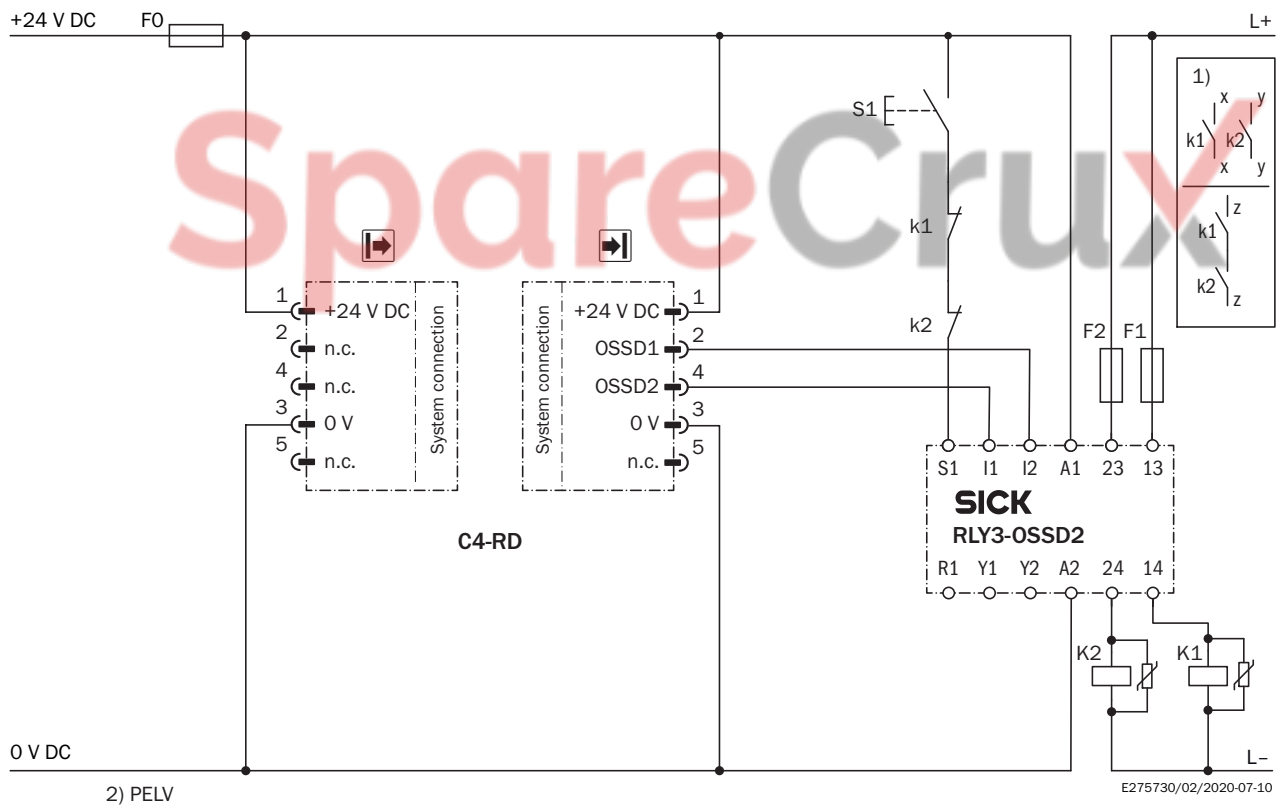 +24 V DC
F0
L+
1)
x
y
k1
k2
x
y
z
k1
k2
z
S1
SpareCrux
k1
k2
1
+24 V DC
2
n.c.
4
n.c.
3
0 V
5
n.c.
System connection
System connection
+24 V DC
1
OSSD1
2
OSSD2
4
0 V
3
n.c.
5
C4-RD
F2
F1
S1 I1 I2 A1 23 13
SICK
RLY3-OSSD2
R1 Y1 Y2 A2 24 14
K2
K1
0 V DC
L–
2) PELV
E275730/02/2020-07-10